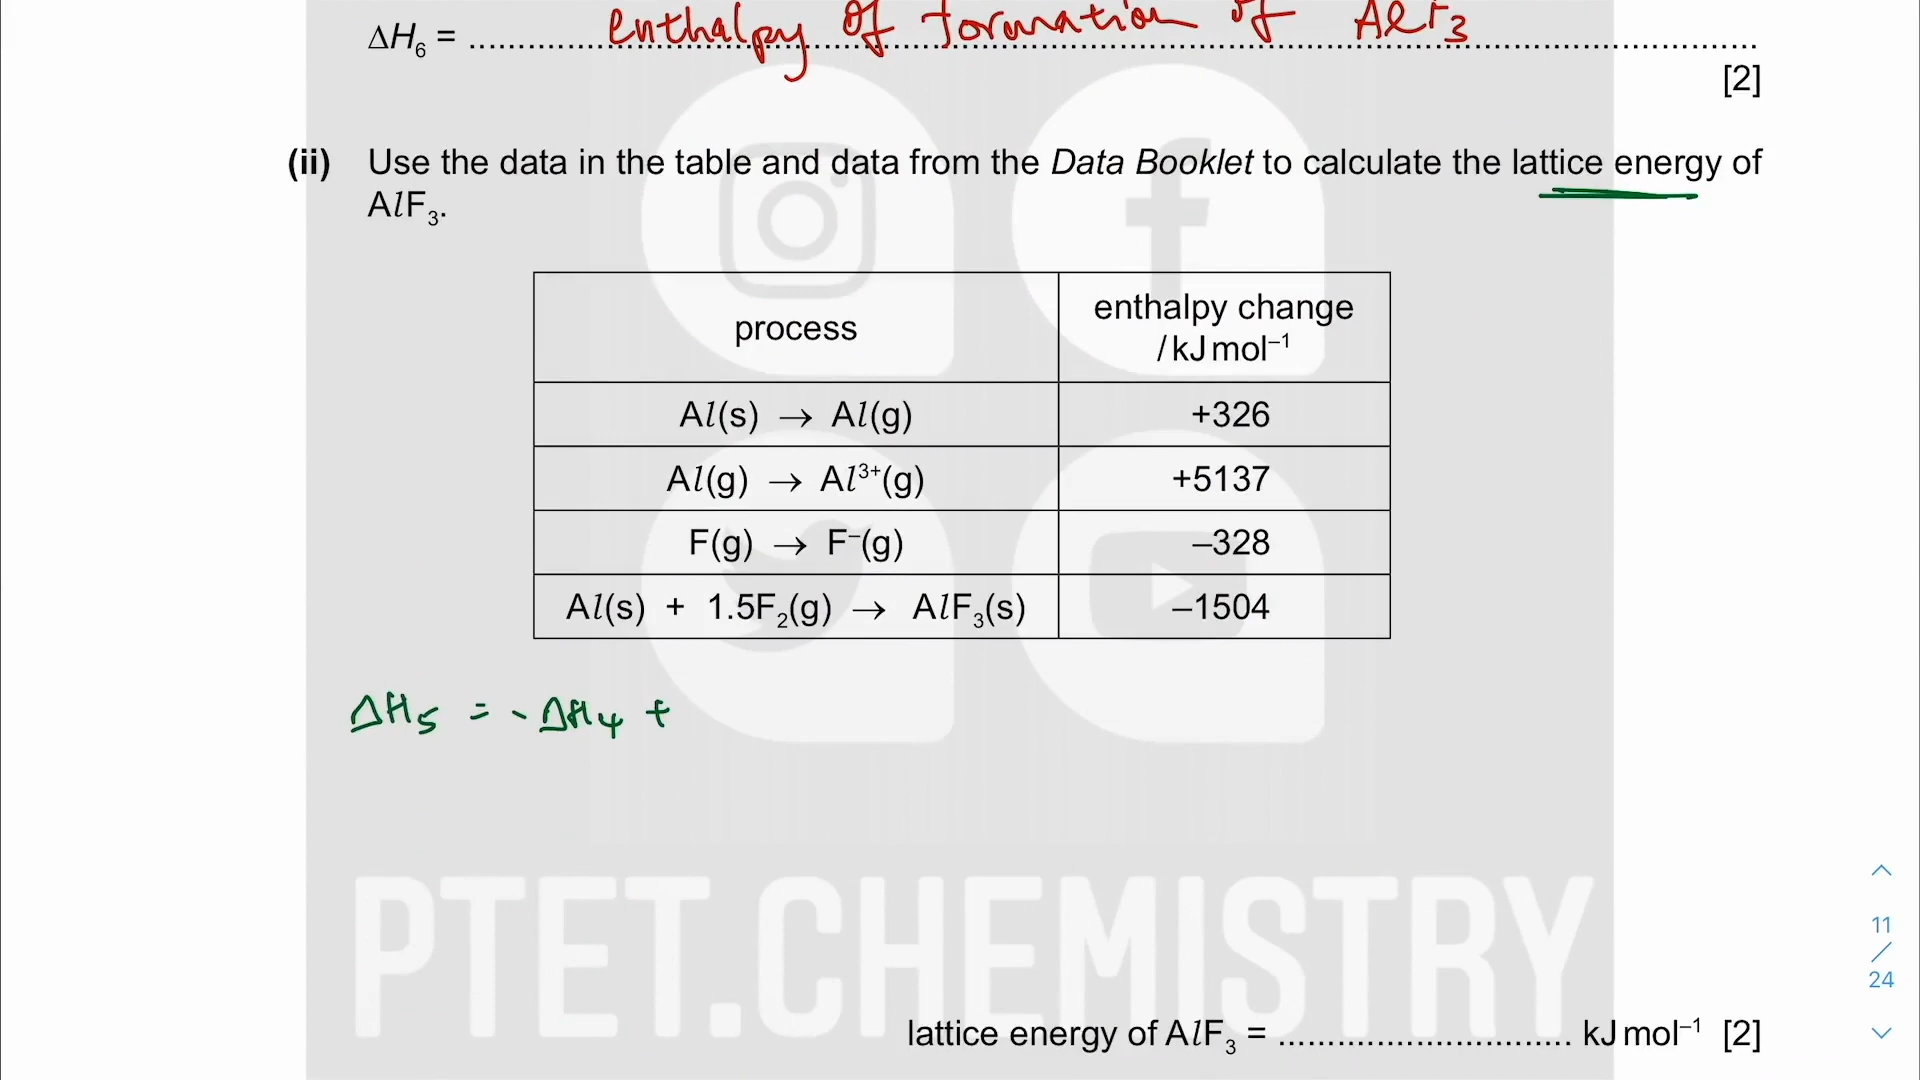 enthalpy of formation of AlF₃
ΔH₆ = ........................................................................
[2]
(ii) Use the data in the table and data from the Data Booklet to calculate the lattice energy of
AlF₃.
process
enthalpy change
/kJ mol⁻¹
Al(s) → Al(g) +326
Al(g) → Al³⁺(g) +5137
F(g) → F⁻(g) –328
Al(s) + 1.5F₂(g) → AlF₃(s) –1504
ΔH₅ = -ΔH₄ +
PTET.CHEMISTRY
11
/
24
lattice energy of AlF₃ = .............................. kJ mol⁻¹ [2]